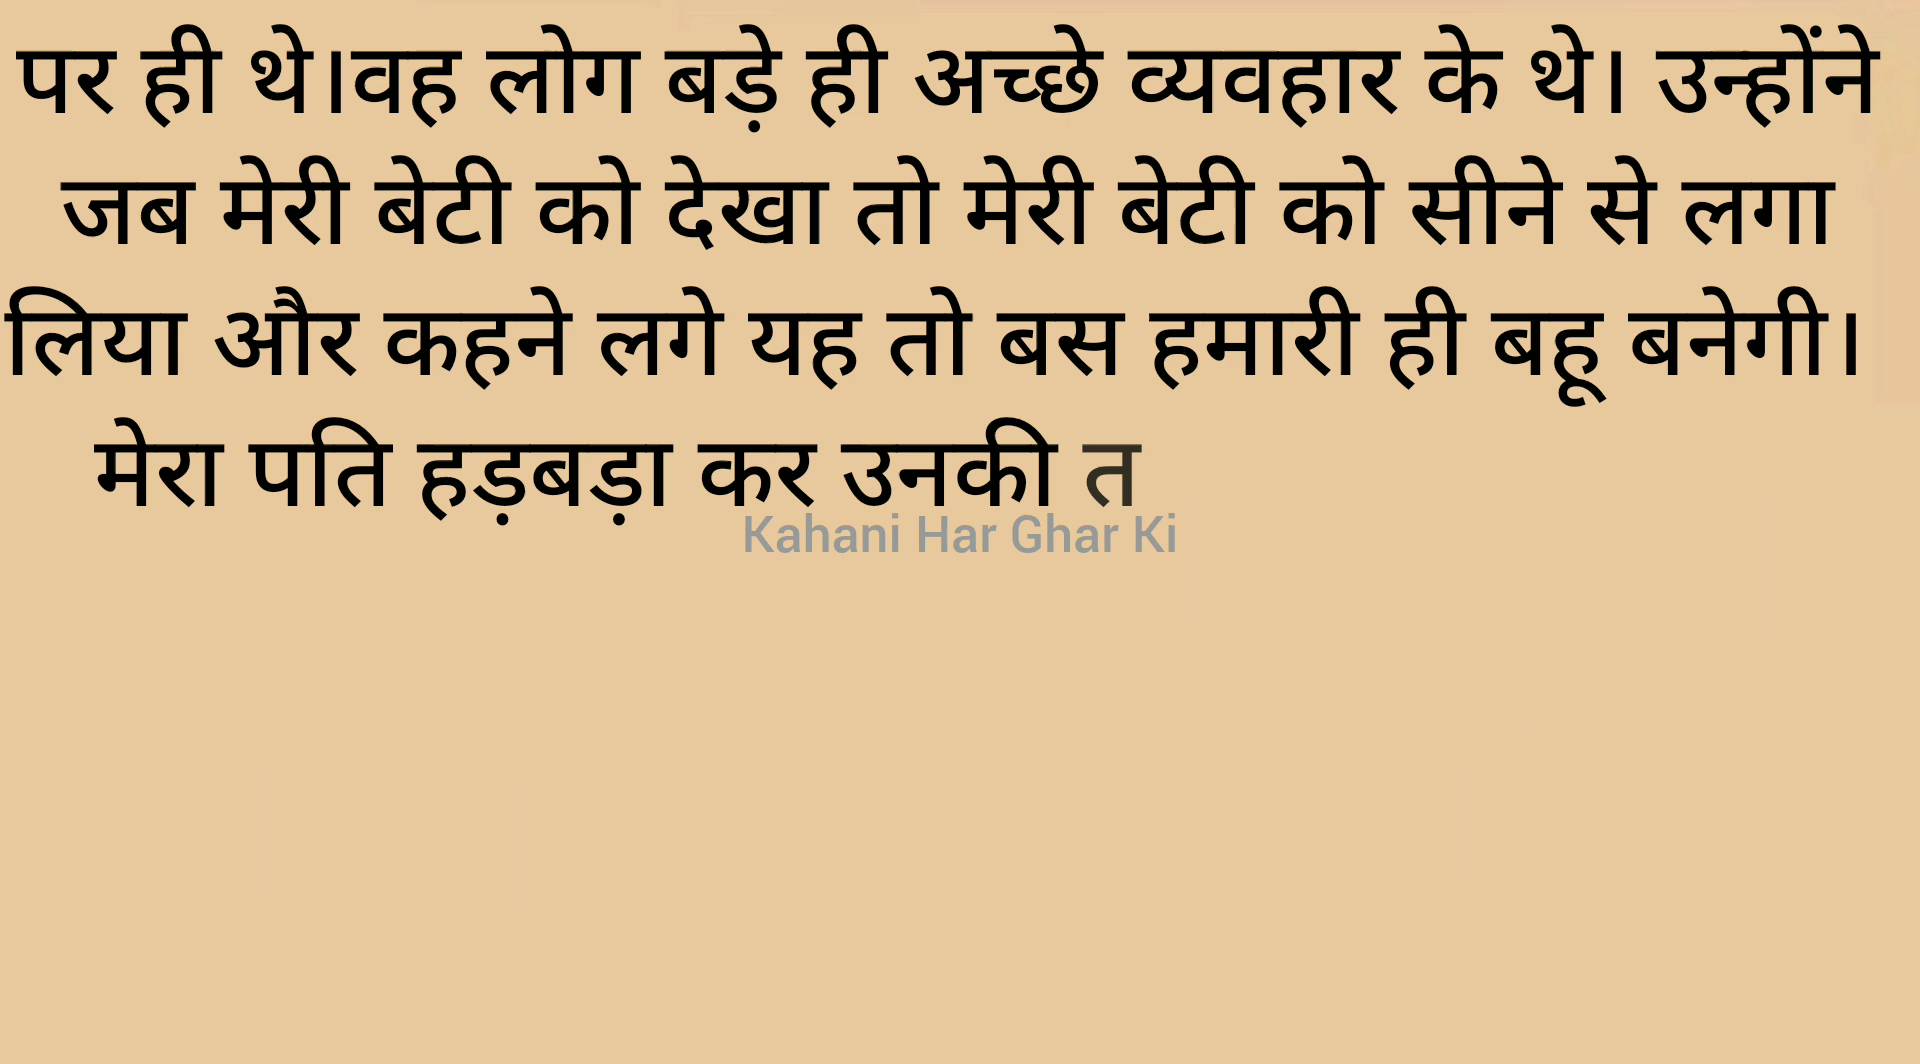 पर ही थे।वह लोग बड़े ही अच्छे व्यवहार के थे। उन्होंने
जब मेरी बेटी को देखा तो मेरी बेटी को सीने से लगा
लिया और कहने लगे यह तो बस हमारी ही बहू बनेगी।
मेरा पति हड़बड़ा कर उनकी त
Kahani Har Ghar Ki